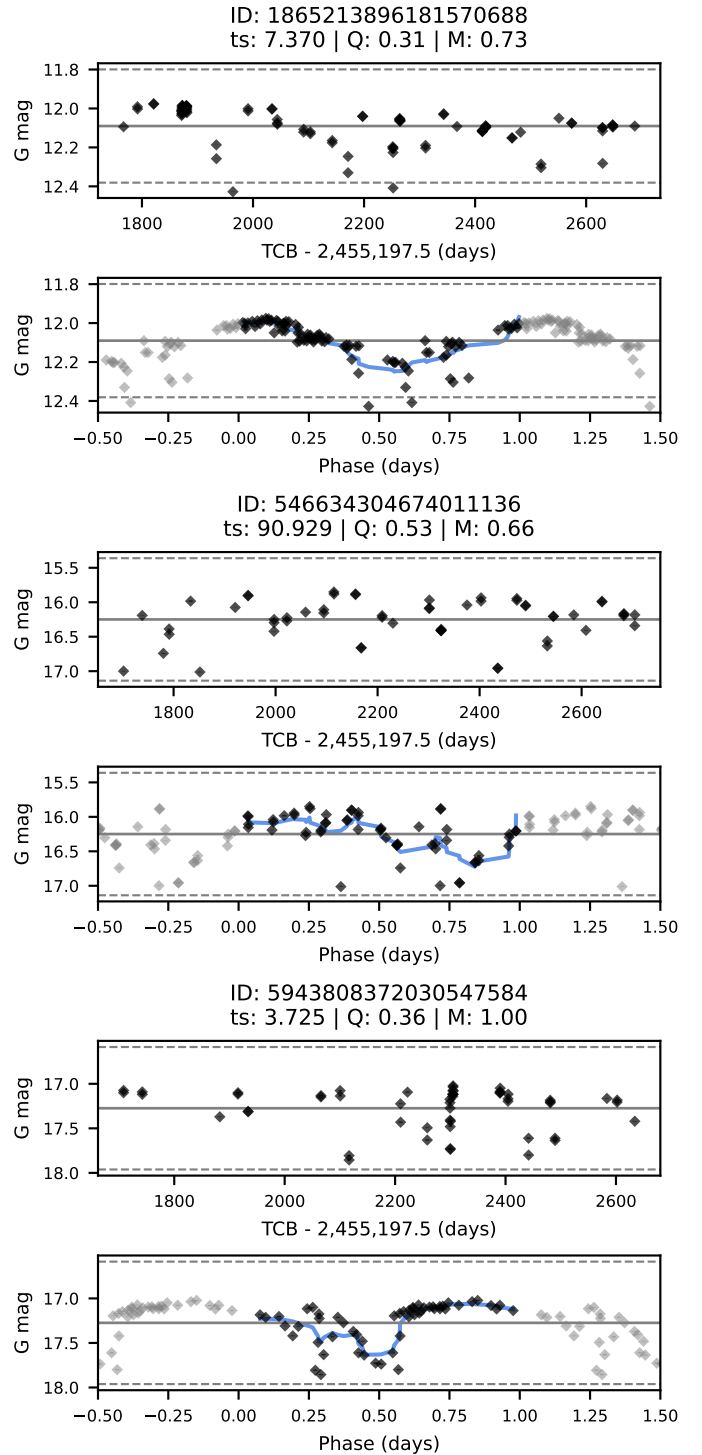 ID: 1865213896181570688
ts: 7.370 | Q: 0.31 | M: 0.73
11.8
12.0
12.2
12.4
G mag
1800 2000 2200 2400 2600
TCB - 2,455,197.5 (days)
11.8
12.0
12.2
12.4
G mag
−0.50 −0.25 0.00 0.25 0.50 0.75 1.00 1.25 1.50
Phase (days)
ID: 546634304674011136
ts: 90.929 | Q: 0.53 | M: 0.66
15.5
16.0
16.5
17.0
G mag
1800 2000 2200 2400 2600
TCB - 2,455,197.5 (days)
15.5
16.0
16.5
17.0
G mag
−0.50 −0.25 0.00 0.25 0.50 0.75 1.00 1.25 1.50
Phase (days)
ID: 5943808372030547584
ts: 3.725 | Q: 0.36 | M: 1.00
17.0
17.5
18.0
G mag
1800 2000 2200 2400 2600
TCB - 2,455,197.5 (days)
17.0
17.5
18.0
G mag
−0.50 −0.25 0.00 0.25 0.50 0.75 1.00 1.25 1.50
Phase (days)